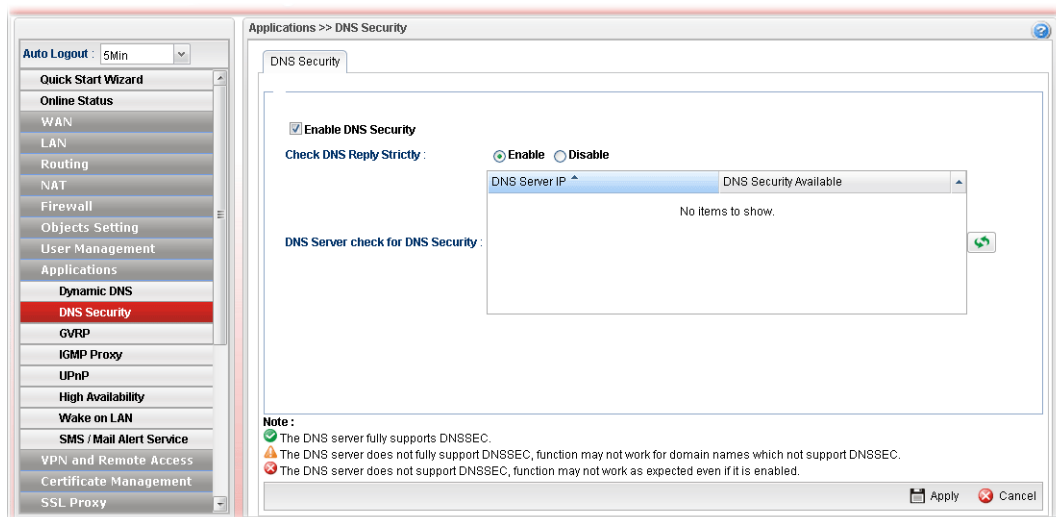 Auto Logout : 5Min
Quick Start Wizard
Online Status
WAN
LAN
Routing
NAT
Firewall
Objects Setting
User Management
Applications
Dynamic DNS
DNS Security
GVRP
IGMP Proxy
UPnP
High Availability
Wake on LAN
SMS / Mail Alert Service
VPN and Remote Access
Certificate Management
SSL Proxy
Applications >> DNS Security
DNS Security
Enable DNS Security
Check DNS Reply Strictly : Enable Disable
DNS Server IP DNS Security Available
No items to show.
DNS Server check for DNS Security :
Note :
The DNS server fully supports DNSSEC.
The DNS server does not fully support DNSSEC, function may not work for domain names which not support DNSSEC.
The DNS server does not support DNSSEC, function may not work as expected even if it is enabled.
Apply Cancel